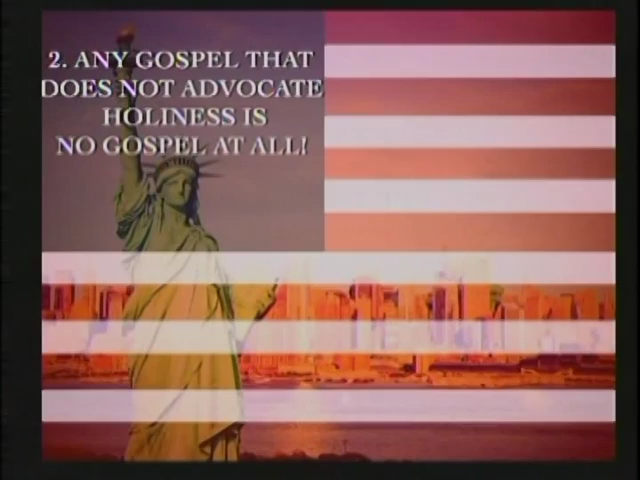 2. ANY GOSPEL THAT
DOES NOT ADVOCATE
HOLINESS IS
NO GOSPEL AT ALL!